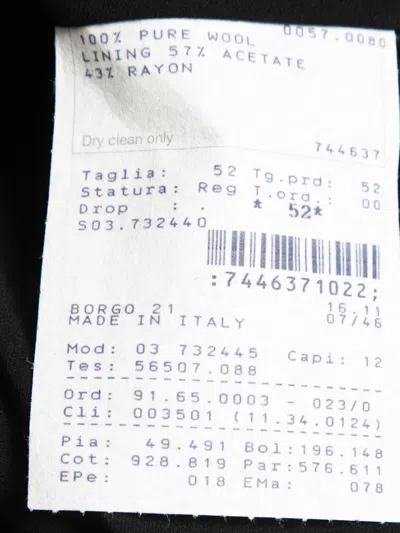 100% PURE WOOL 0057.0080
LINING 57% ACETATE
43% RAYON
Dry clean only 744637
Taglia: 52 Tg.prd: 52
Statura: Reg T.ord.: 00
Drop : . * 52*
S03.732440
:7446371022;
BORGO 21 16.11
MADE IN ITALY 07/46
Mod: 03 732445 Capi: 12
Tes: 56507.088
Ord: 91.65.0003 - 023/0
Cli: 003501 (11.34.0124)
Pia: 49.491 Bol:196.148
Cot: 928.819 Par:576.611
EPe: 018 EMa: 078